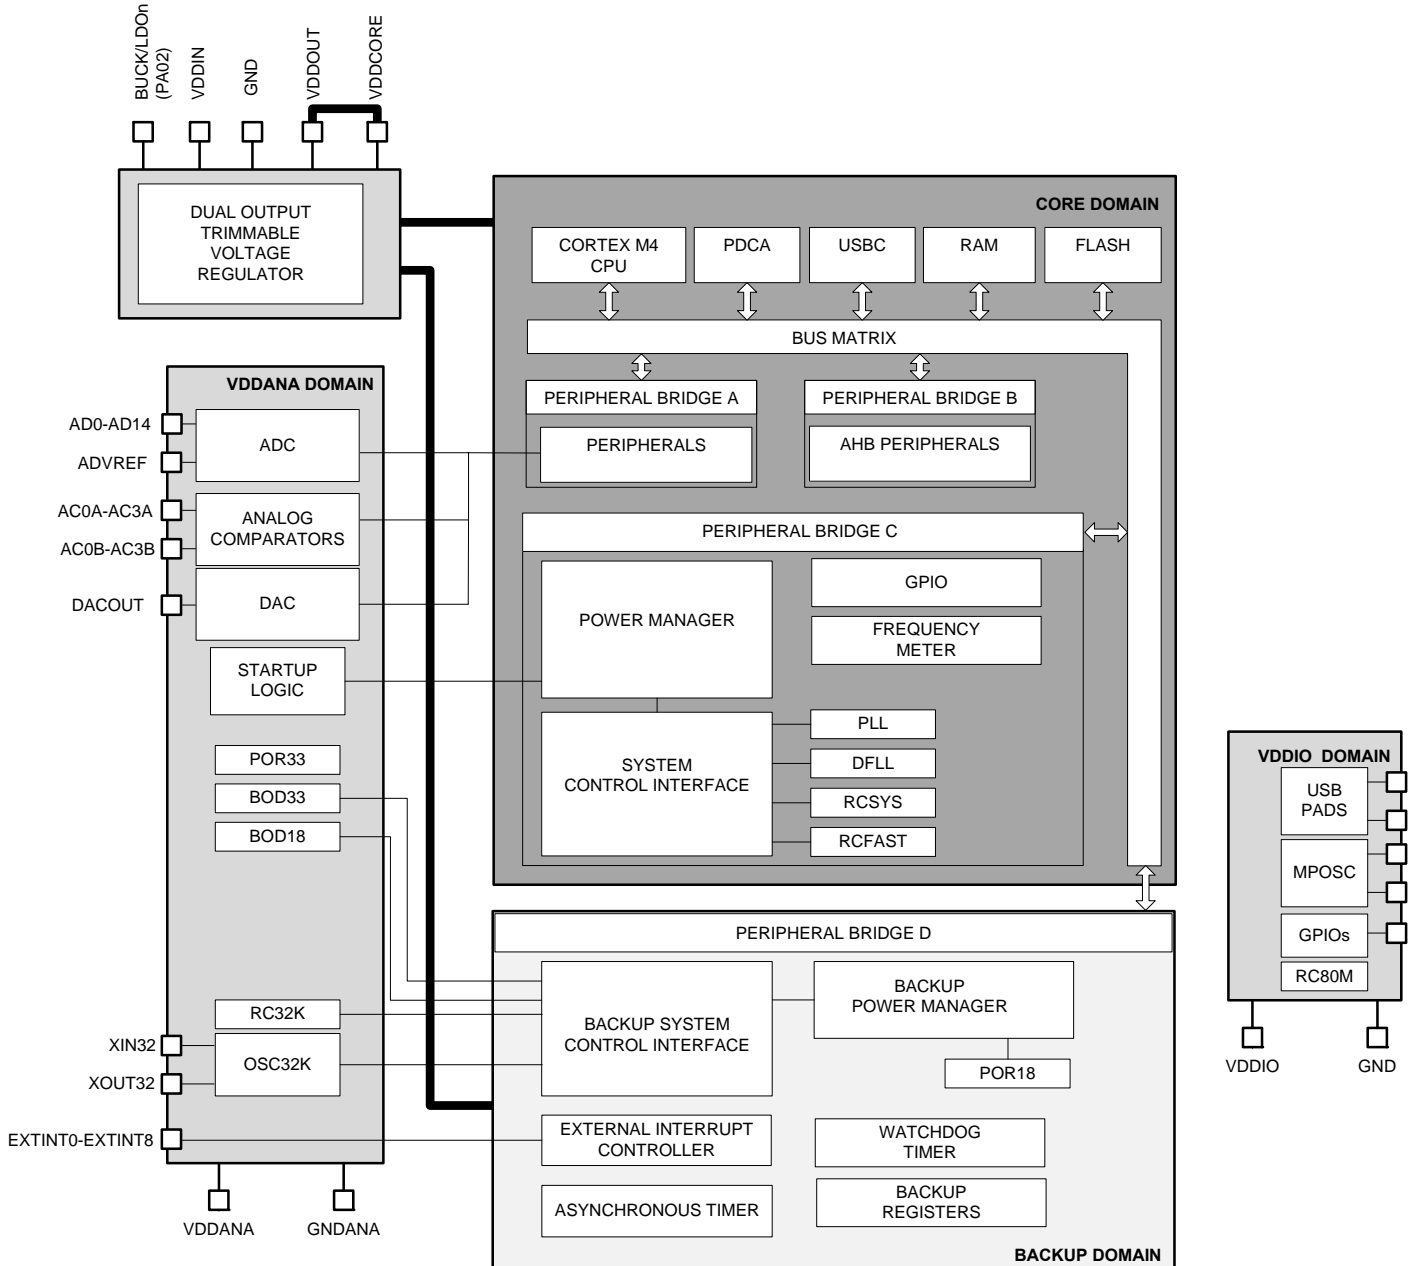 BUCK/LDOn
(PA02)
VDDIN
GND
VDDOUT
VDDCORE
DUAL OUTPUT
TRIMMABLE
VOLTAGE
REGULATOR
CORE DOMAIN
CORTEX M4
CPU
PDCA
USBC
RAM
FLASH
BUS MATRIX
PERIPHERAL BRIDGE A
PERIPHERALS
PERIPHERAL BRIDGE B
AHB PERIPHERALS
PERIPHERAL BRIDGE C
POWER MANAGER
GPIO
FREQUENCY
METER
SYSTEM
CONTROL INTERFACE
PLL
DFLL
RCSYS
RCFAST
VDDANA DOMAIN
AD0-AD14
ADVREF
ADC
AC0A-AC3A
AC0B-AC3B
ANALOG
COMPARATORS
DACOUT
DAC
STARTUP
LOGIC
POR33
BOD33
BOD18
RC32K
XIN32
XOUT32
OSC32K
EXTINT0-EXTINT8
VDDANA
GNDANA
PERIPHERAL BRIDGE D
BACKUP SYSTEM
CONTROL INTERFACE
BACKUP
POWER MANAGER
POR18
EXTERNAL INTERRUPT
CONTROLLER
WATCHDOG
TIMER
ASYNCHRONOUS TIMER
BACKUP
REGISTERS
BACKUP DOMAIN
VDDIO DOMAIN
USB
PADS
MPOSC
GPIOs
RC80M
VDDIO
GND